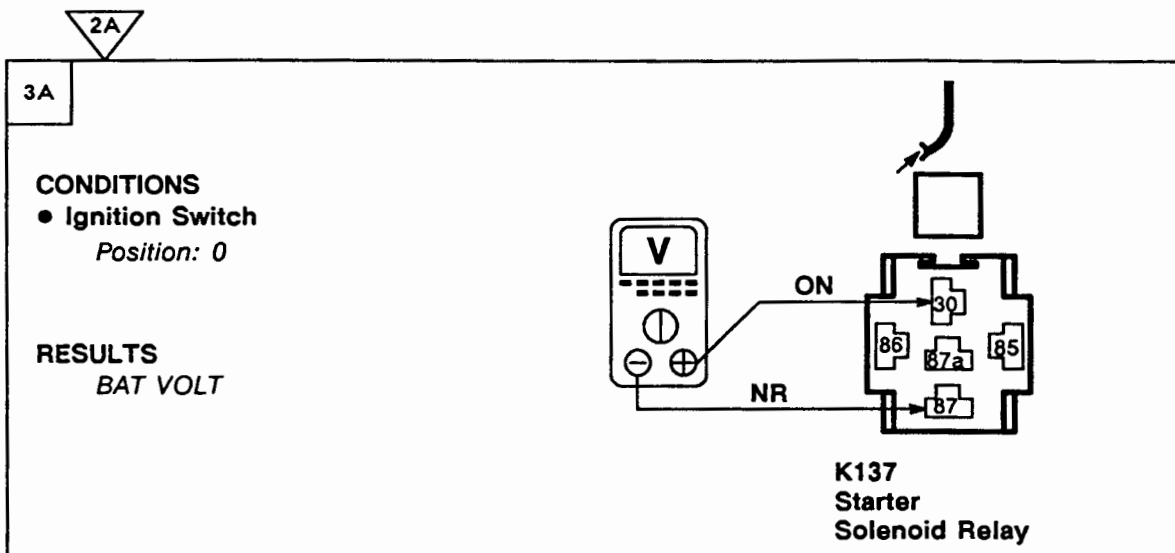 2A
3A
CONDITIONS
● Ignition Switch
Position: 0
RESULTS
BAT VOLT
V
ON
NR
30
86
87a
85
87
K137
Starter
Solenoid Relay